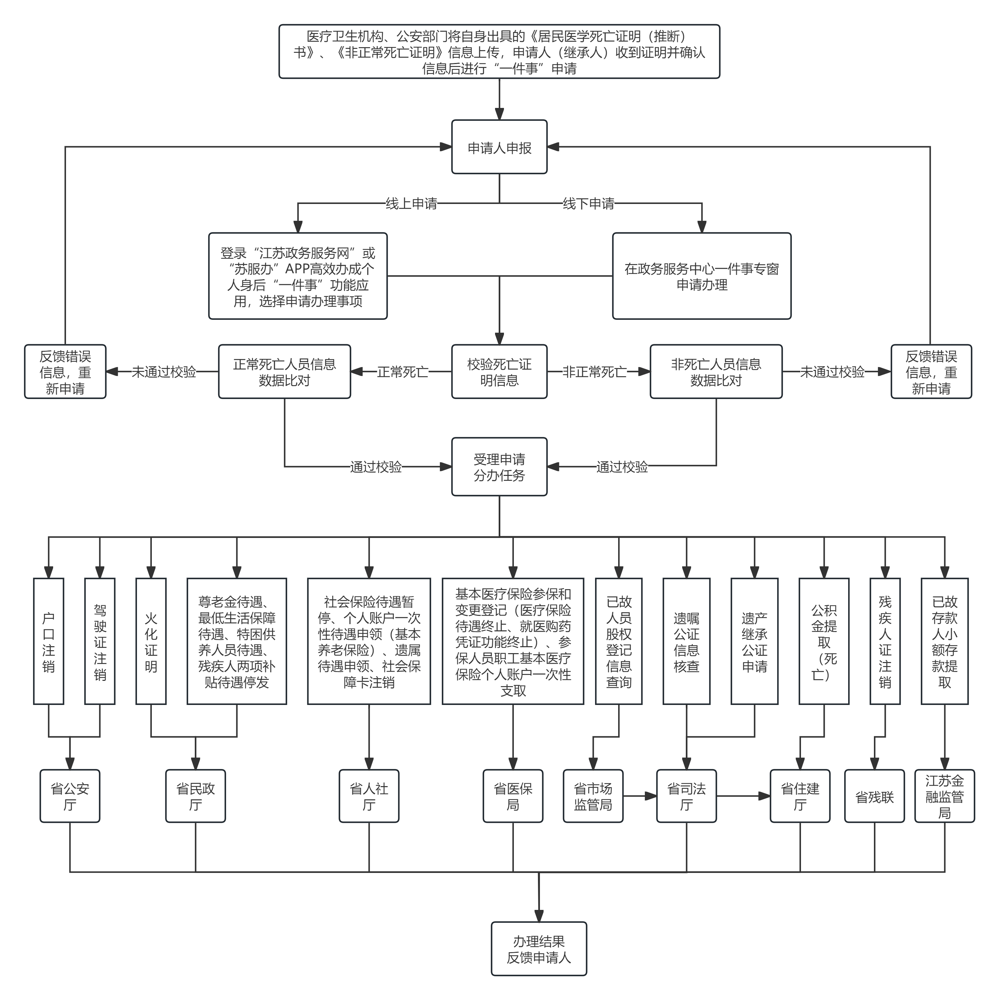 医疗卫生机构、公安部门将自身出具的《居民医学死亡证明（推断）
书》、《非正常死亡证明》信息上传，申请人（继承人）收到证明并确认
信息后进行“一件事”申请
申请人申报
线上申请
线下申请
登录“江苏政务服务网”或
“苏服办”APP高效办成个
人身后“一件事”功能应
用，选择申请办理事项
在政务服务中心一件事专窗
申请办理
反馈错误
信息，重
新申请
未通过校验
正常死亡人员信息
数据比对
正常死亡
校验死亡证
明信息
非正常死亡
非死亡人员信息
数据比对
未通过校验
反馈错误
信息，重
新申请
通过校验
受理申请
分办任务
通过校验
户
口
注
销
驾
驶
证
注
销
火
化
证
明
尊老金待遇、
最低生活保障
待遇、特困供
养人员待遇、
残疾人两项补
贴待遇停发
社会保险待遇暂
停、个人账户一次
性待遇申领（基本
养老保险）、遗属
待遇申领、社会保
障卡注销
基本医疗保险参保和
变更登记（医疗保险
待遇终止、就医购药
凭证功能终止）、参
保人员职工基本医疗
保险个人账户一次性
支取
已故
人员
股权
登记
信息
查询
遗嘱
公证
信息
核查
遗产
继承
公证
申请
公积
金提
取
（死
亡）
残
疾
人
证
注
销
已故
存款
人小
额存
款提
取
省公安
厅
省民政
厅
省人社
厅
省医保
局
省市场
监管局
省司法
厅
省住建
厅
省残联
江苏金
融监管
局
办理结果
反馈申请人